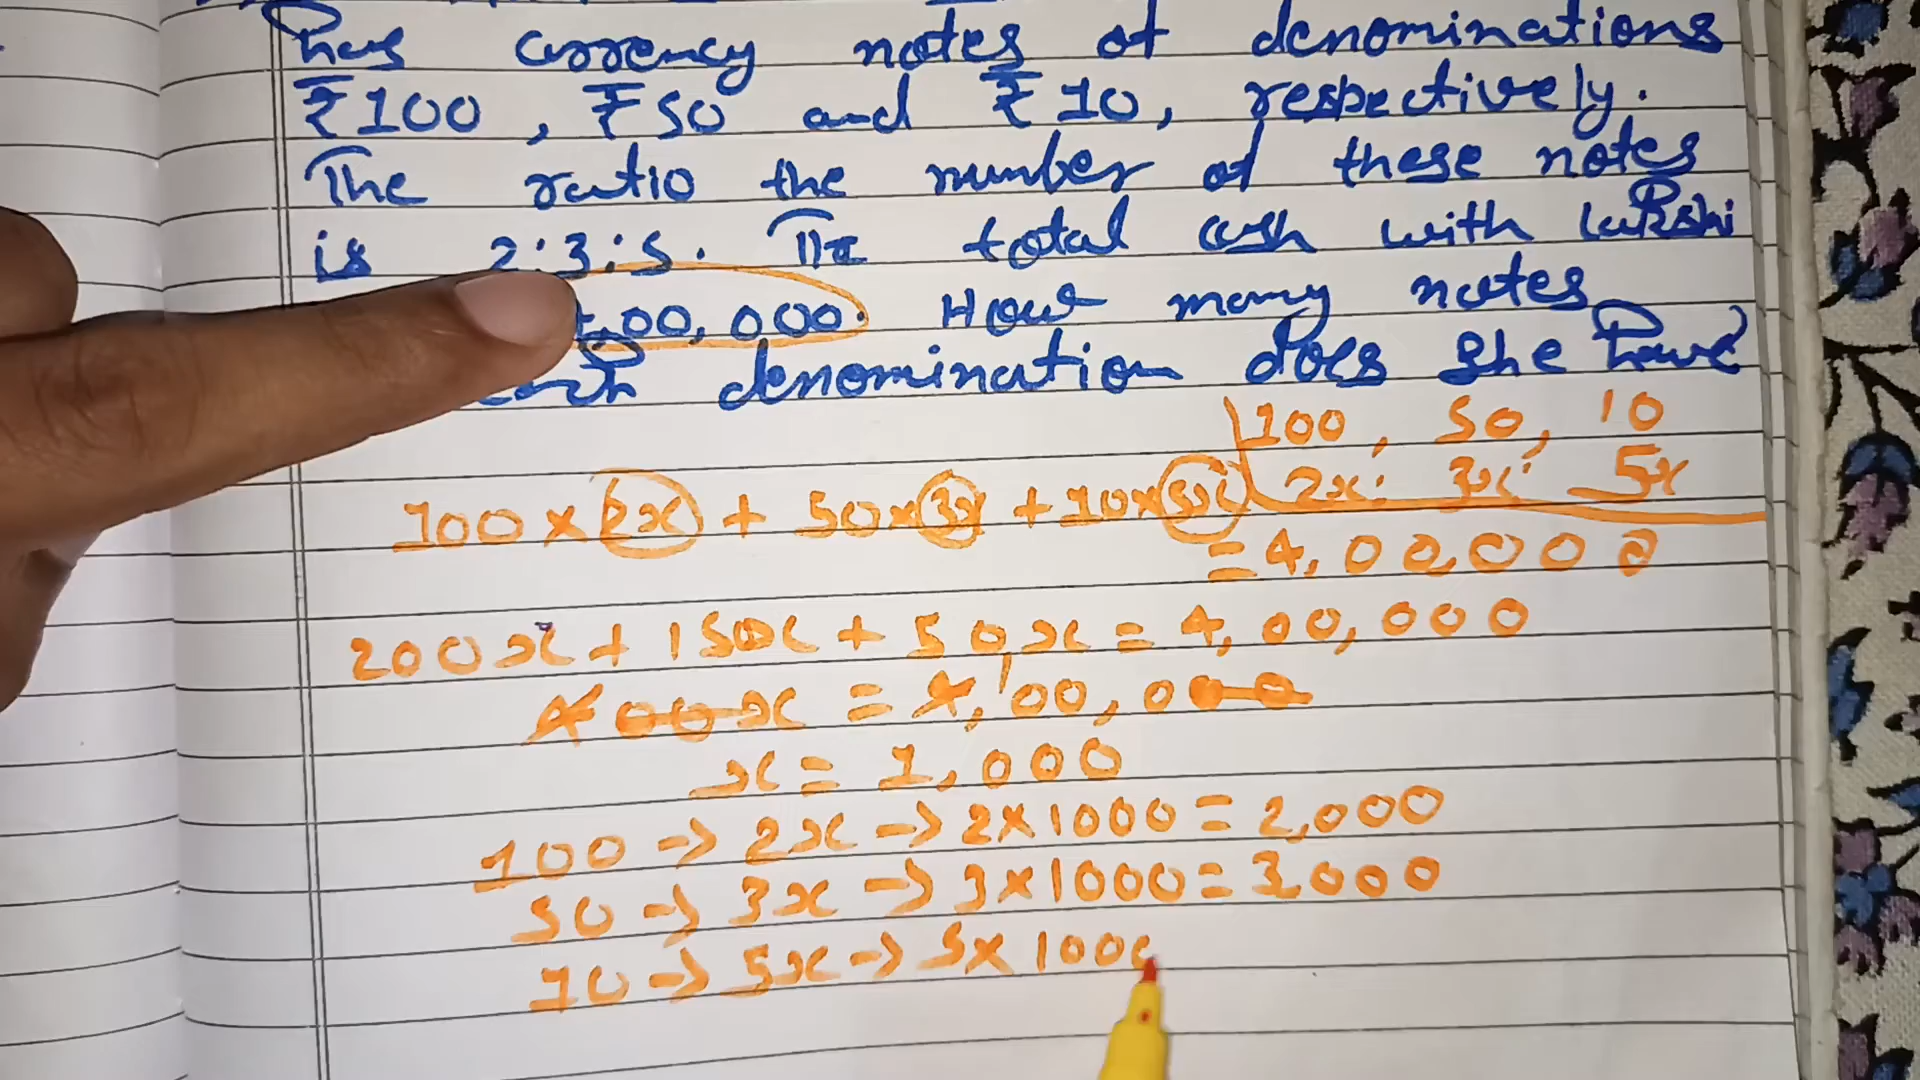 has currency notes of denominations
₹100, ₹50 and ₹10, respectively.
The ratio the number of these notes
is 2:3:5. The total cash with Lakshi
4,00,000. How many notes
each denomination does she have?
100, 50, 10
2x: 3x: 5x
100 × 2x + 50×3x + 10×5x
= 4,00,000
200x + 150x + 50x = 4,00,000
400x = 4,00,000
x = 1,000
100 → 2x → 2×1000 = 2,000
50 → 3x → 3×1000 = 3,000
10 → 5x → 5×1000